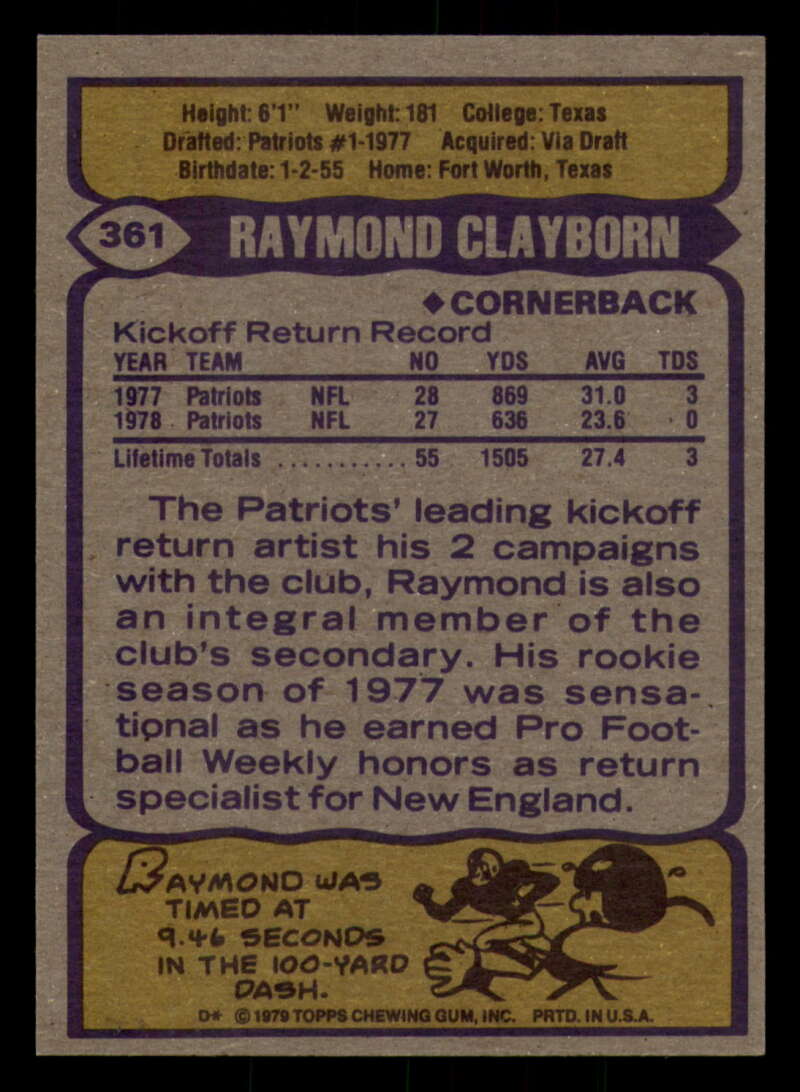 Height: 6'1" Weight: 181 College: Texas
Drafted: Patriots #1-1977 Acquired: Via Draft
Birthdate: 1-2-55 Home: Fort Worth, Texas
361 RAYMOND CLAYBORN
◆ CORNERBACK
Kickoff Return Record
YEAR TEAM NO YDS AVG TDS
1977 Patriots NFL 28 869 31.0 3
1978 Patriots NFL 27 636 23.6 0
Lifetime Totals ............ 55 1505 27.4 3
The Patriots' leading kickoff
return artist his 2 campaigns
with the club, Raymond is also
an integral member of the
club's secondary. His rookie
season of 1977 was sensa-
tional as he earned Pro Foot-
ball Weekly honors as return
specialist for New England.
RAYMOND WAS
TIMED AT
9.46 SECONDS
IN THE 100-YARD
DASH.
D* © 1979 TOPPS CHEWING GUM, INC. PRTD. IN U.S.A.